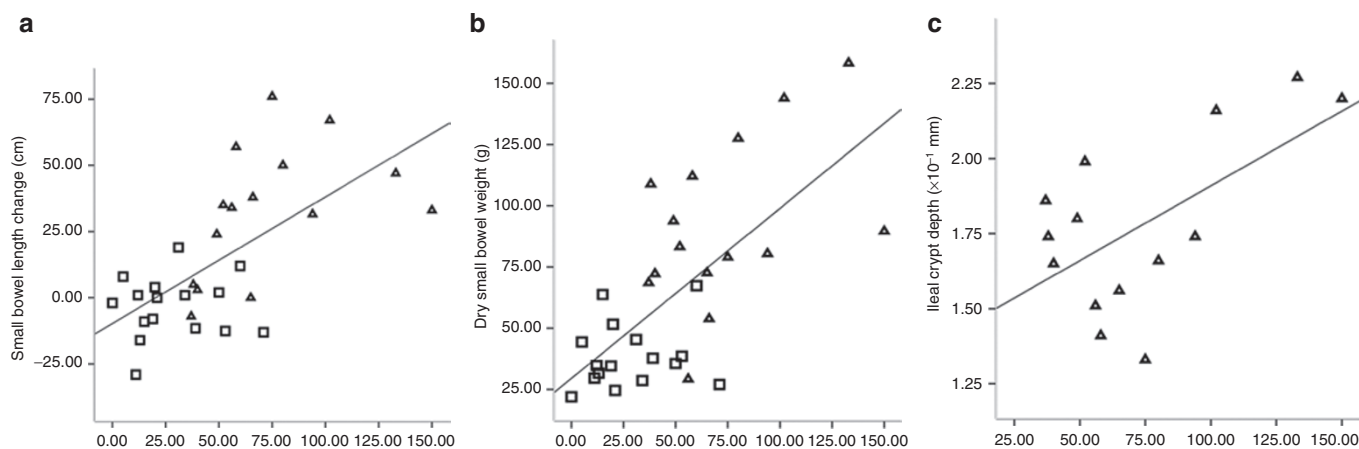 a
Small bowel length change (cm)
75.00
50.00
25.00
0.00
−25.00
0.00 25.00 50.00 75.00 100.00 125.00 150.00
b
Dry small bowel weight (g)
150.00
125.00
100.00
75.00
50.00
25.00
0.00 25.00 50.00 75.00 100.00 125.00 150.00
c
Ileal crypt depth (×10⁻¹ mm)
2.25
2.00
1.75
1.50
1.25
25.00 50.00 75.00 100.00 125.00 150.00